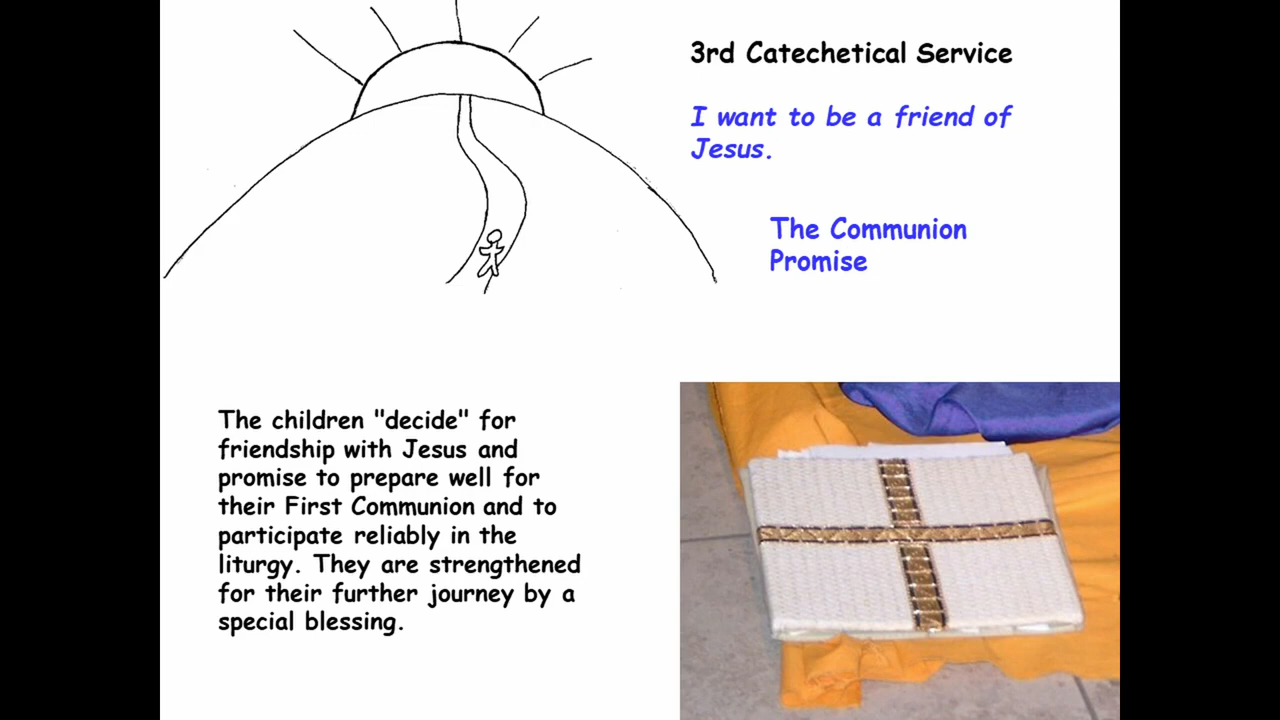 3rd Catechetical Service
I want to be a friend of
Jesus.
The Communion
Promise
The children "decide" for
friendship with Jesus and
promise to prepare well for
their First Communion and to
participate reliably in the
liturgy. They are strengthened
for their further journey by a
special blessing.